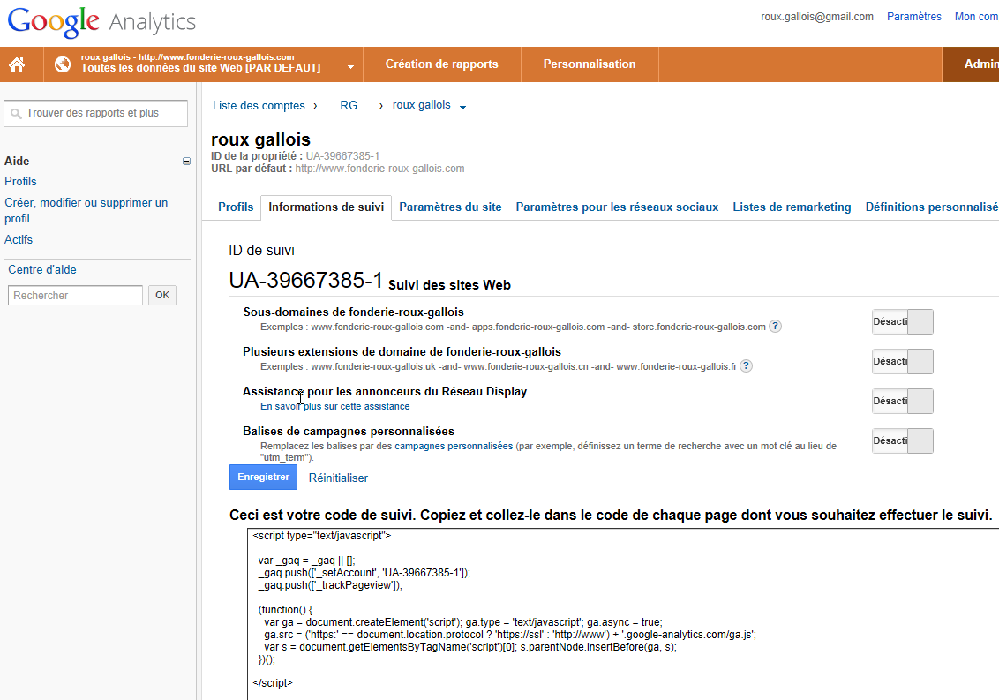 Google Analytics
roux.gallois@gmail.com Paramètres Mon com
roux gallois - http://www.fonderie-roux-gallois.com
Toutes les données du site Web [PAR DEFAUT]
Création de rapports
Personnalisation
Admin
Trouver des rapports et plus
Aide
Profils
Créer, modifier ou supprimer un
profil
Actifs
Centre d'aide
Rechercher OK
Liste des comptes › RG › roux gallois
roux gallois
ID de la propriété : UA-39667385-1
URL par défaut : http://www.fonderie-roux-gallois.com
Profils Informations de suivi Paramètres du site Paramètres pour les réseaux sociaux Listes de remarketing Définitions personnalisé
ID de suivi
UA-39667385-1 Suivi des sites Web
Sous-domaines de fonderie-roux-gallois
Exemples : www.fonderie-roux-gallois.com -and- apps.fonderie-roux-gallois.com -and- store.fonderie-roux-gallois.com ?
Désacti
Plusieurs extensions de domaine de fonderie-roux-gallois
Exemples : www.fonderie-roux-gallois.uk -and- www.fonderie-roux-gallois.cn -and- www.fonderie-roux-gallois.fr ?
Désacti
Assistance pour les annonceurs du Réseau Display
En savoir plus sur cette assistance
Désacti
Balises de campagnes personnalisées
Remplacez les balises par des campagnes personnalisées (par exemple, définissez un terme de recherche avec un mot clé au lieu de
"utm_term").
Désacti
Enregistrer Réinitialiser
Ceci est votre code de suivi. Copiez et collez-le dans le code de chaque page dont vous souhaitez effectuer le suivi.
<script type="text/javascript">
var _gaq = _gaq || [];
_gaq.push(['_setAccount', 'UA-39667385-1']);
_gaq.push(['_trackPageview']);
(function() {
var ga = document.createElement('script'); ga.type = 'text/javascript'; ga.async = true;
ga.src = ('https:' == document.location.protocol ? 'https://ssl' : 'http://www') + '.google-analytics.com/ga.js';
var s = document.getElementsByTagName('script')[0]; s.parentNode.insertBefore(ga, s);
})();
</script>